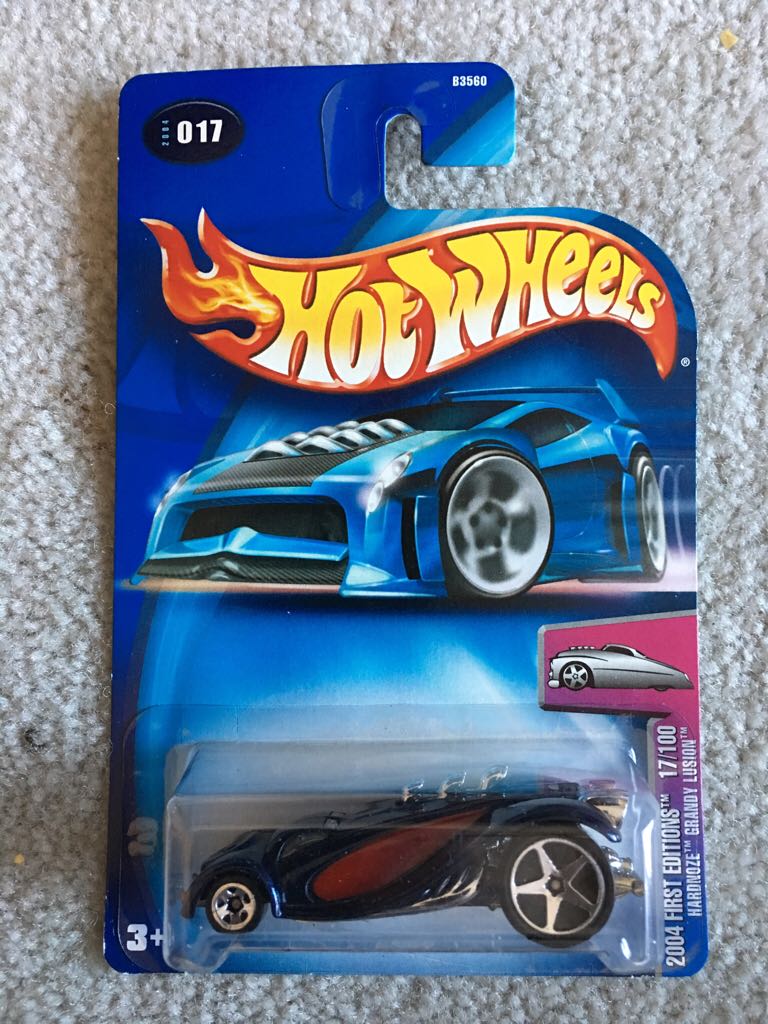 B3560
2004 017
HOT WHEELS
®
2004 FIRST EDITIONS™ 17/100
HARDNOZE™ GRANDY LUSION™
3+